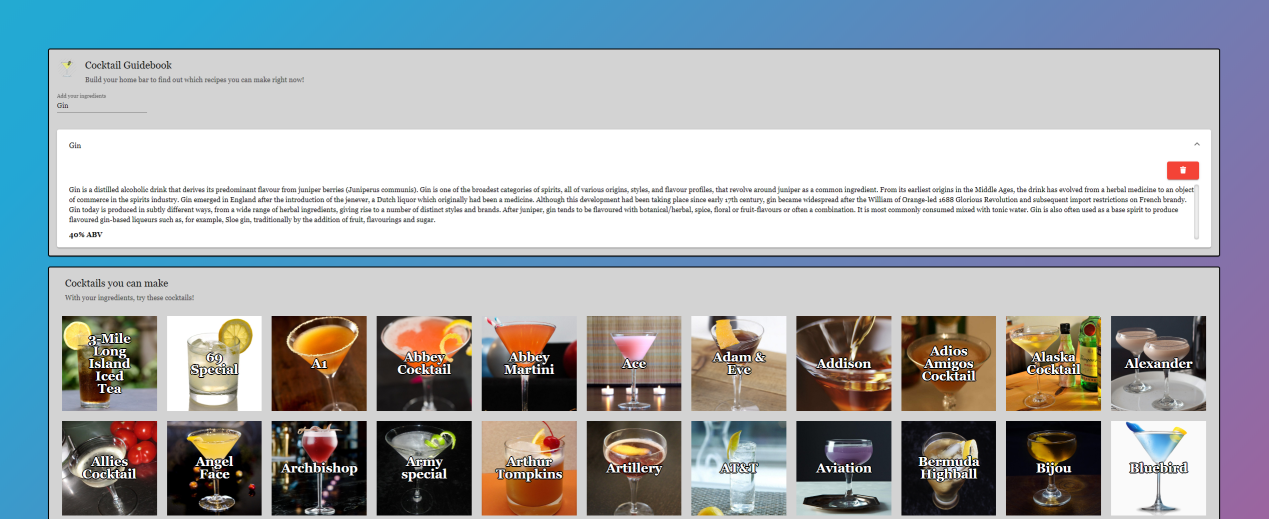 Cocktail Guidebook
Build your home bar to find out which recipes you can make right now!
Add your ingredients
Gin
Gin
Gin is a distilled alcoholic drink that derives its predominant flavour from juniper berries (Juniperus communis). Gin is one of the broadest categories of spirits, all of various origins, styles, and flavour profiles, that revolve around juniper as a common ingredient. From its earliest origins in the Middle Ages, the drink has evolved from a herbal medicine to an object
of commerce in the spirits industry. Gin emerged in England after the introduction of the jenever, a Dutch liquor which originally had been a medicine. Although this development had been taking place since early 17th century, gin became widespread after the William of Orange-led 1688 Glorious Revolution and subsequent import restrictions on French brandy.
Gin today is produced in subtly different ways, from a wide range of herbal ingredients, giving rise to a number of distinct styles and brands. After juniper, gin tends to be flavoured with botanical/herbal, spice, floral or fruit-flavours or often a combination. It is most commonly consumed mixed with tonic water. Gin is also often used as a base spirit to produce
flavoured gin-based liqueurs such as, for example, Sloe gin, traditionally by the addition of fruit, flavourings and sugar.
40% ABV
Cocktails you can make
With your ingredients, try these cocktails!
3-Mile
Long
Island
Iced
Tea
69
Special
A1
Abbey
Cocktail
Abbey
Martini
Ace
Adam &
Eve
Addison
Adios
Amigos
Cocktail
Alaska
Cocktail
Alexander
Allies
Cocktail
Angel
Face
Archbishop
Army
special
Arthur
Tompkins
Artillery
AT&T
Aviation
Bermuda
Highball
Bijou
Bluebird